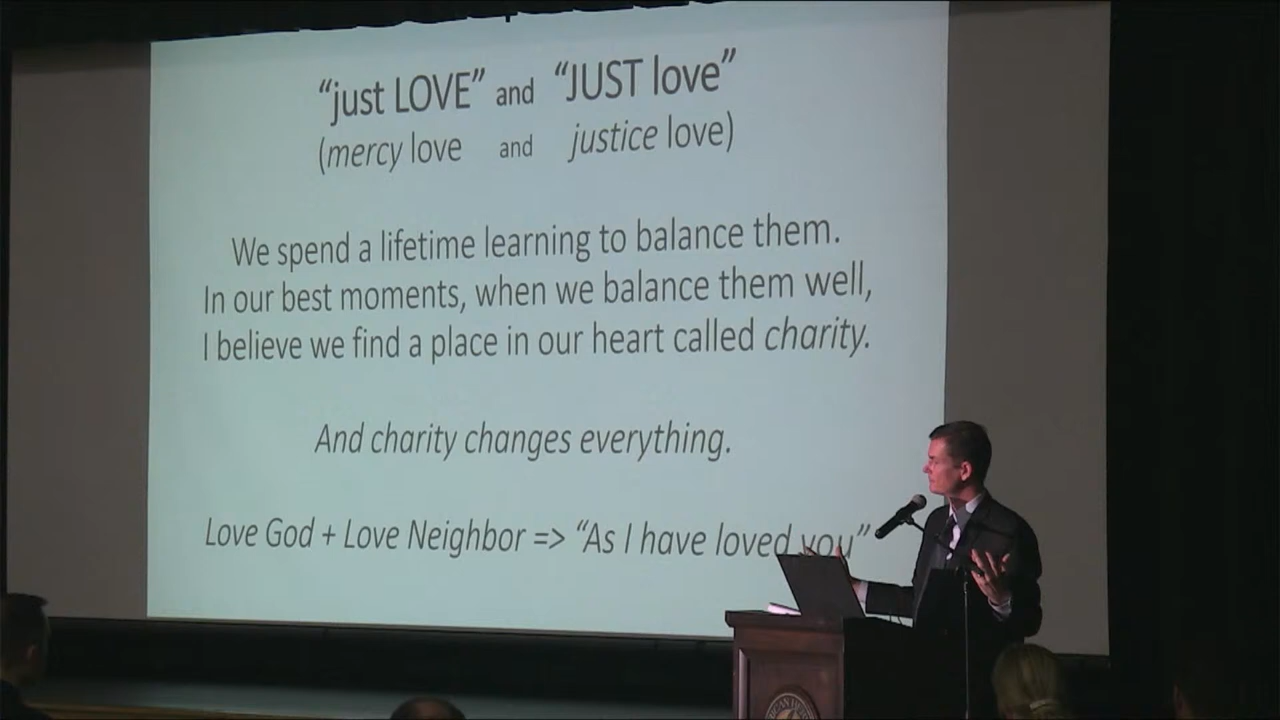 “just LOVE” and “JUST love”
(mercy love and justice love)
We spend a lifetime learning to balance them.
In our best moments, when we balance them well,
I believe we find a place in our heart called charity.
And charity changes everything.
Love God + Love Neighbor => “As I have loved you”